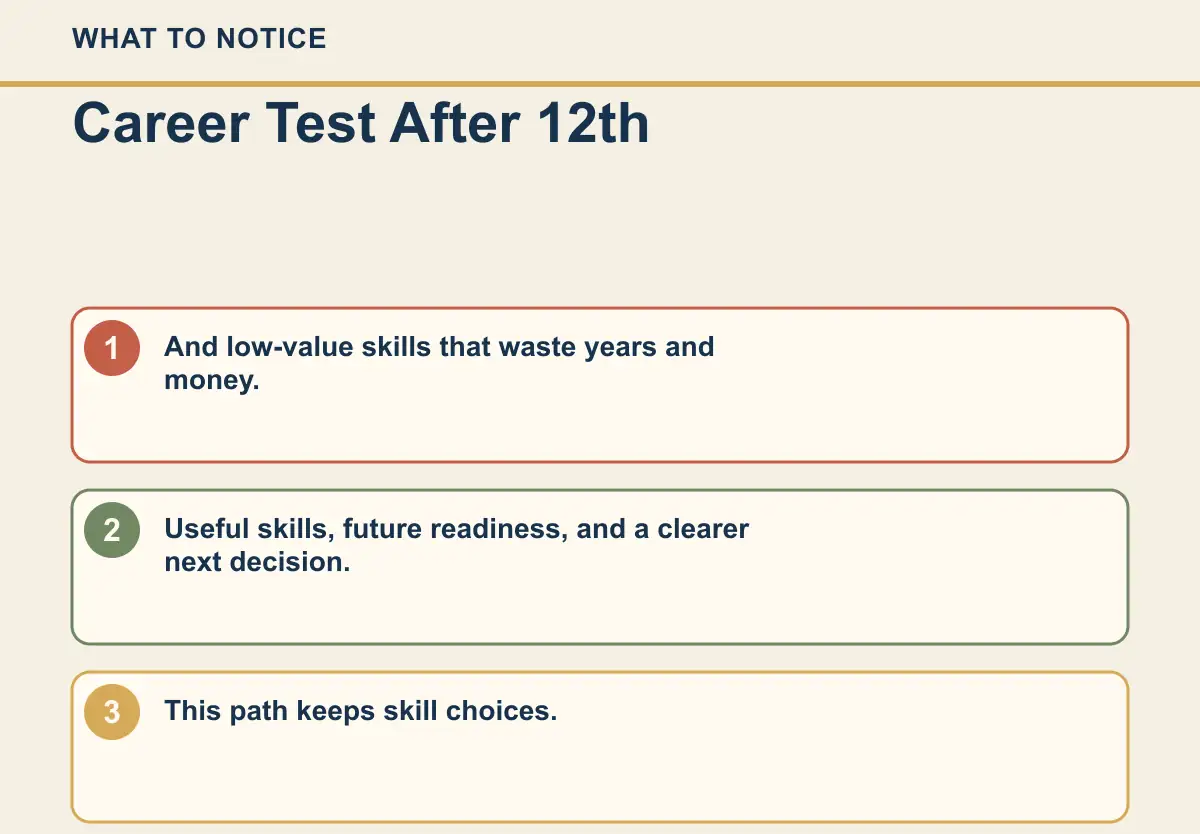 WHAT TO NOTICE
Career Test After 12th
1
And low-value skills that waste years and
money.
2
Useful skills, future readiness, and a clearer
next decision.
3
This path keeps skill choices.